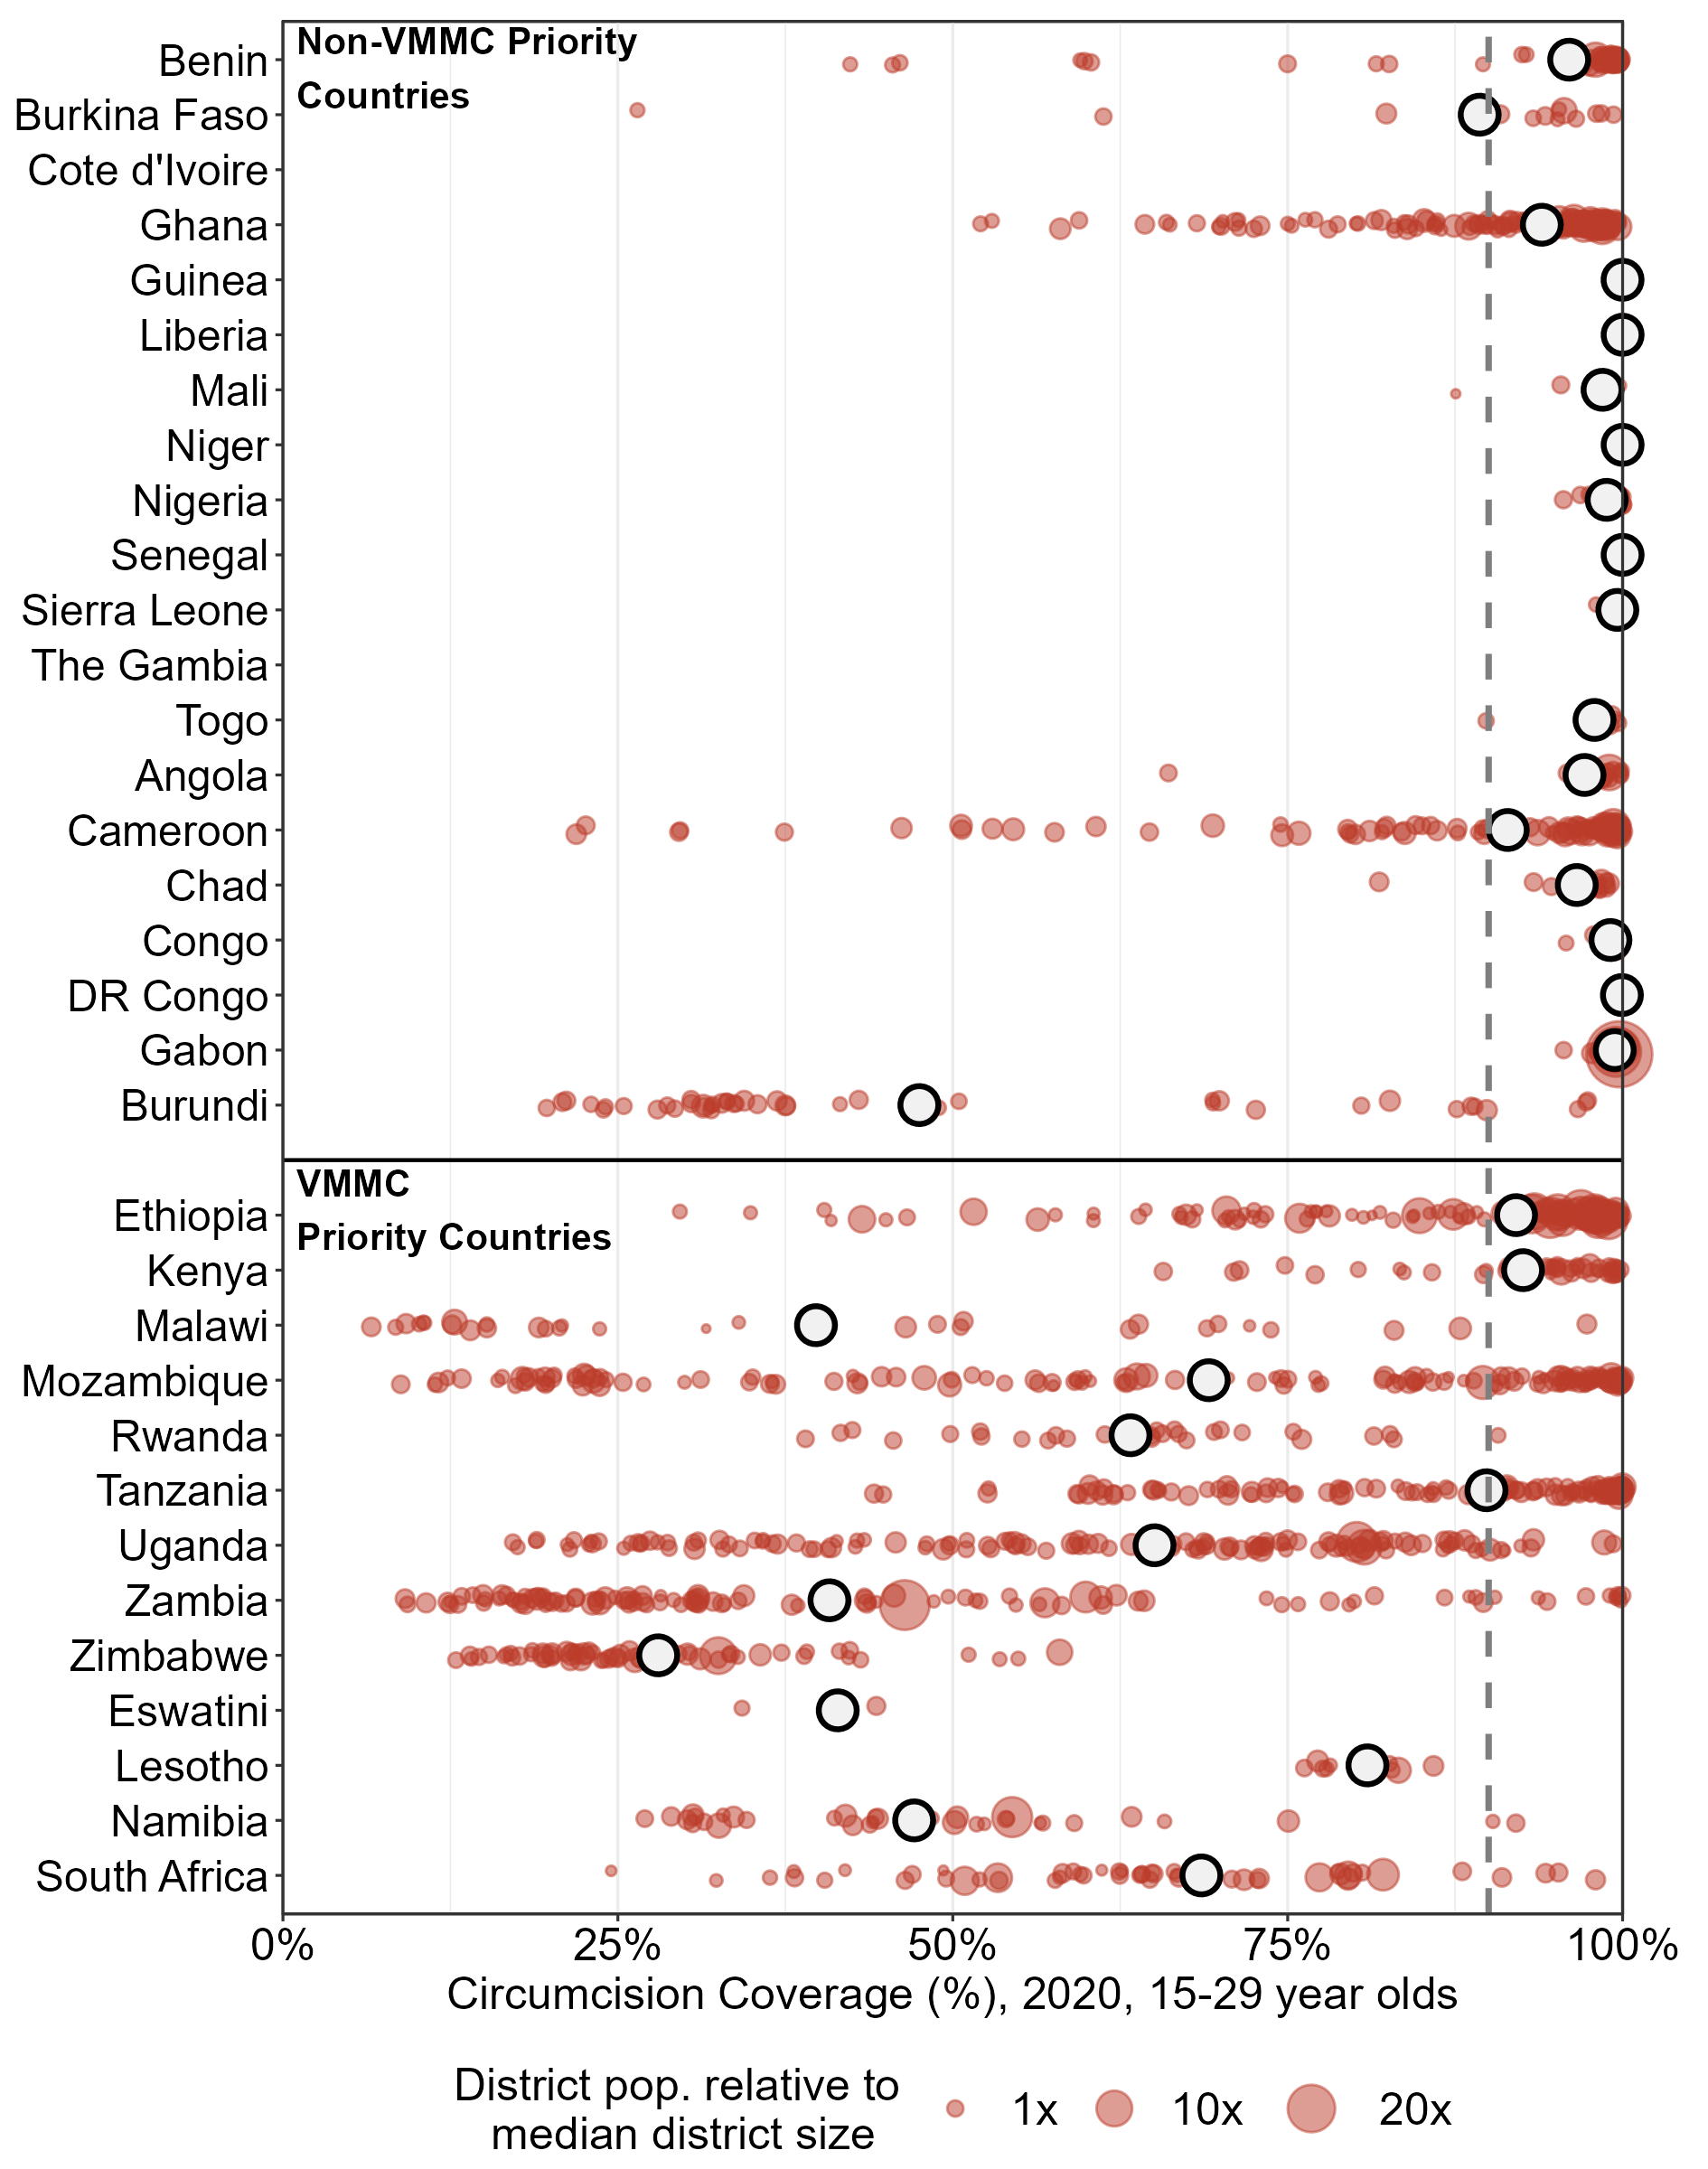 Non-VMMC Priority
Countries
Benin
Burkina Faso
Cote d'Ivoire
Ghana
Guinea
Liberia
Mali
Niger
Nigeria
Senegal
Sierra Leone
The Gambia
Togo
Angola
Cameroon
Chad
Congo
DR Congo
Gabon
Burundi
VMMC
Priority Countries
Ethiopia
Kenya
Malawi
Mozambique
Rwanda
Tanzania
Uganda
Zambia
Zimbabwe
Eswatini
Lesotho
Namibia
South Africa
0% 25% 50% 75% 100%
Circumcision Coverage (%), 2020, 15-29 year olds
District pop. relative to
median district size
1x 10x 20x